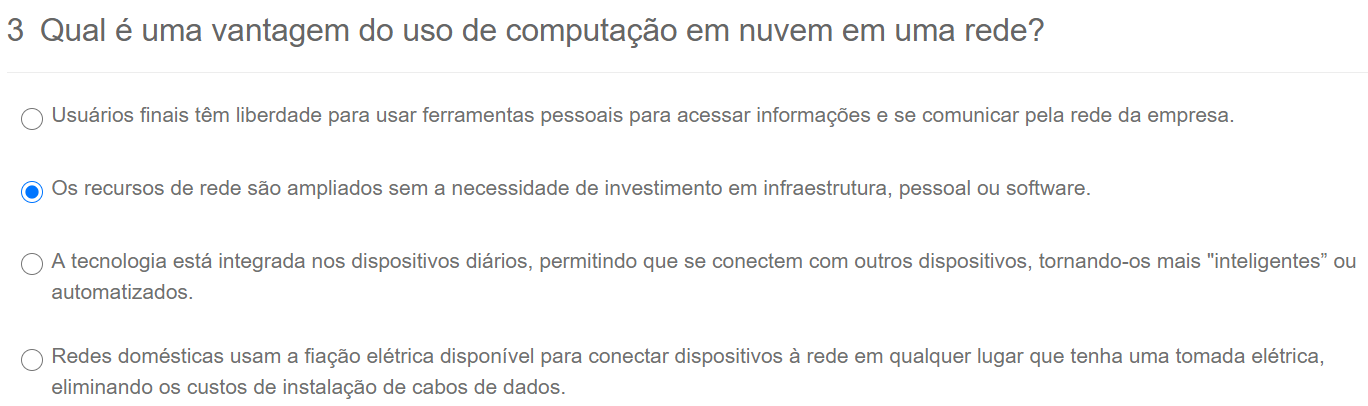 3 Qual é uma vantagem do uso de computação em nuvem em uma rede?
Usuários finais têm liberdade para usar ferramentas pessoais para acessar informações e se comunicar pela rede da empresa.
Os recursos de rede são ampliados sem a necessidade de investimento em infraestrutura, pessoal ou software.
A tecnologia está integrada nos dispositivos diários, permitindo que se conectem com outros dispositivos, tornando-os mais "inteligentes” ou
automatizados.
Redes domésticas usam a fiação elétrica disponível para conectar dispositivos à rede em qualquer lugar que tenha uma tomada elétrica,
eliminando os custos de instalação de cabos de dados.